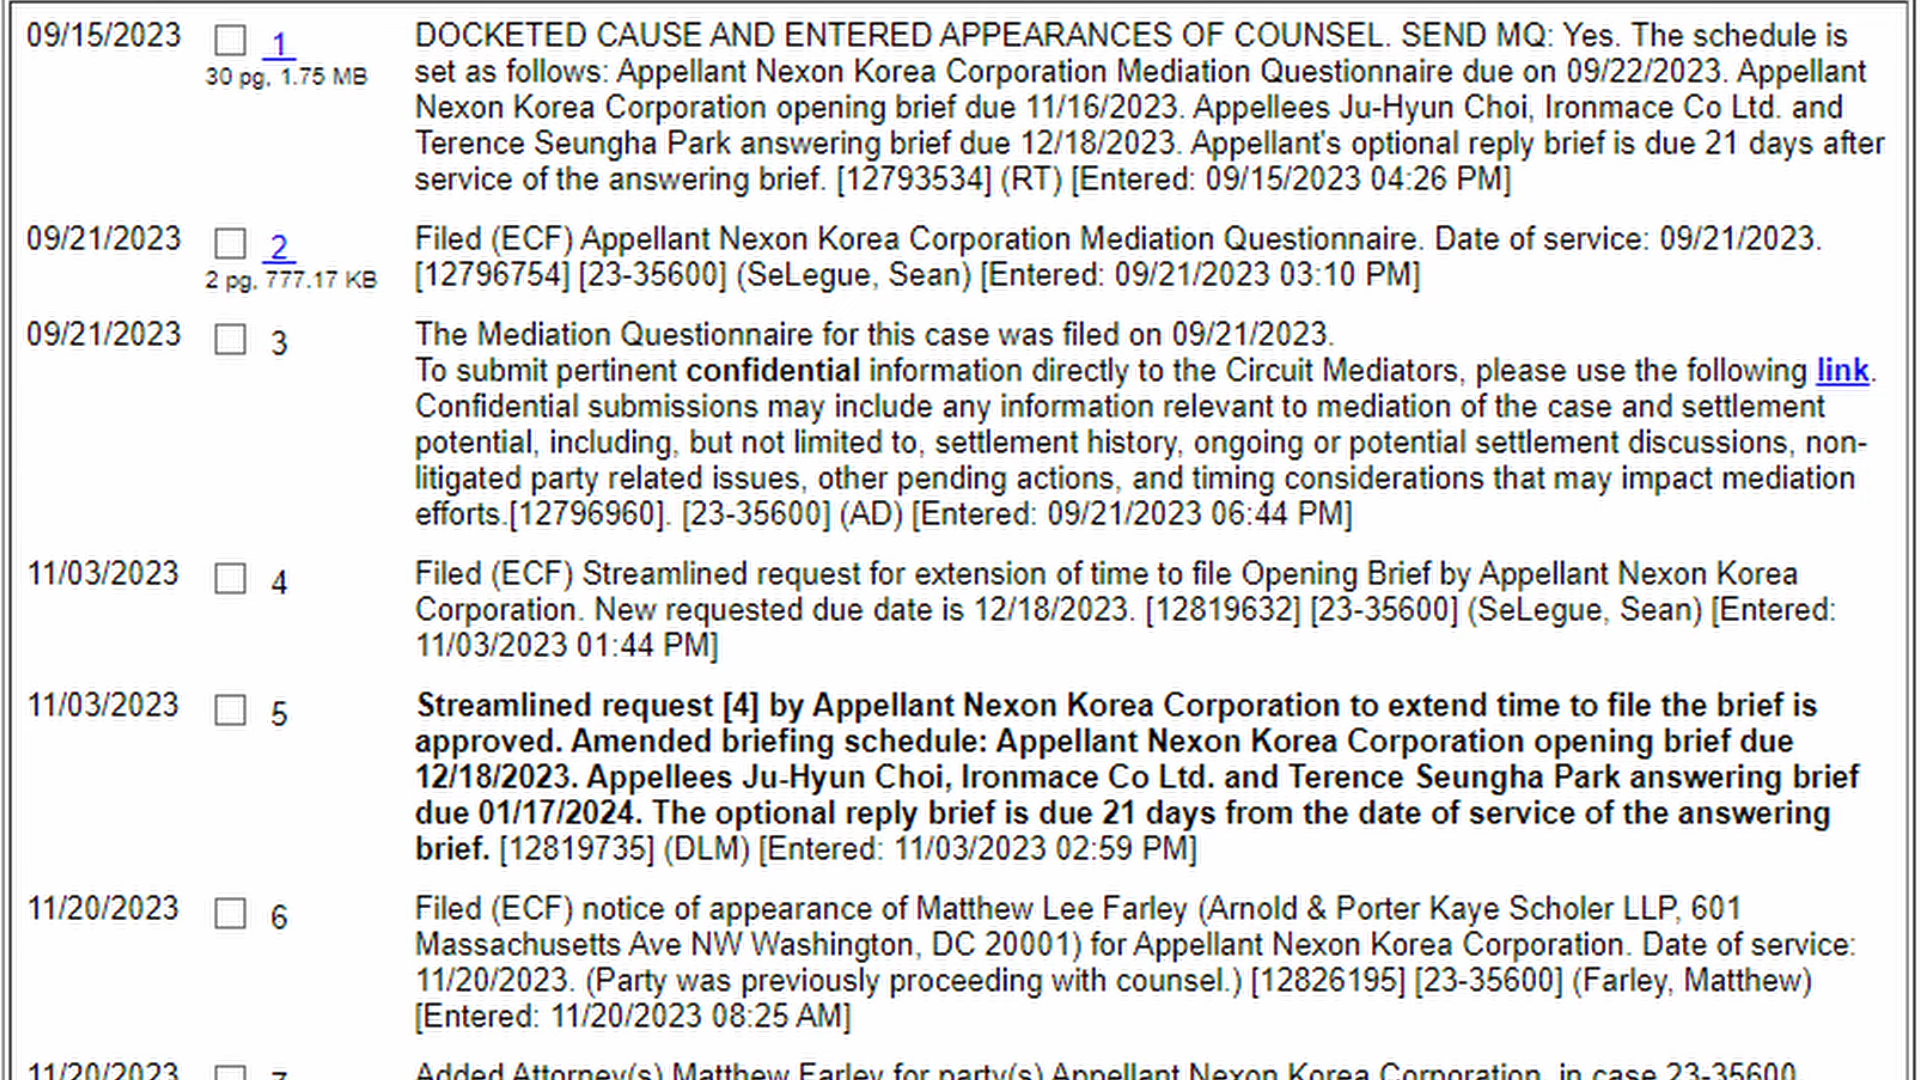 09/15/2023 1 DOCKETED CAUSE AND ENTERED APPEARANCES OF COUNSEL. SEND MQ: Yes. The schedule is
30 pg, 1.75 MB set as follows: Appellant Nexon Korea Corporation Mediation Questionnaire due on 09/22/2023. Appellant
Nexon Korea Corporation opening brief due 11/16/2023. Appellees Ju-Hyun Choi, Ironmace Co Ltd. and
Terence Seungha Park answering brief due 12/18/2023. Appellant's optional reply brief is due 21 days after
service of the answering brief. [12793534] (RT) [Entered: 09/15/2023 04:26 PM]
09/21/2023 2 Filed (ECF) Appellant Nexon Korea Corporation Mediation Questionnaire. Date of service: 09/21/2023.
2 pg, 777.17 KB [12796754] [23-35600] (SeLegue, Sean) [Entered: 09/21/2023 03:10 PM]
09/21/2023 3 The Mediation Questionnaire for this case was filed on 09/21/2023.
To submit pertinent confidential information directly to the Circuit Mediators, please use the following link.
Confidential submissions may include any information relevant to mediation of the case and settlement
potential, including, but not limited to, settlement history, ongoing or potential settlement discussions, non-
litigated party related issues, other pending actions, and timing considerations that may impact mediation
efforts.[12796960]. [23-35600] (AD) [Entered: 09/21/2023 06:44 PM]
11/03/2023 4 Filed (ECF) Streamlined request for extension of time to file Opening Brief by Appellant Nexon Korea
Corporation. New requested due date is 12/18/2023. [12819632] [23-35600] (SeLegue, Sean) [Entered:
11/03/2023 01:44 PM]
11/03/2023 5 Streamlined request [4] by Appellant Nexon Korea Corporation to extend time to file the brief is
approved. Amended briefing schedule: Appellant Nexon Korea Corporation opening brief due
12/18/2023. Appellees Ju-Hyun Choi, Ironmace Co Ltd. and Terence Seungha Park answering brief
due 01/17/2024. The optional reply brief is due 21 days from the date of service of the answering
brief. [12819735] (DLM) [Entered: 11/03/2023 02:59 PM]
11/20/2023 6 Filed (ECF) notice of appearance of Matthew Lee Farley (Arnold & Porter Kaye Scholer LLP, 601
Massachusetts Ave NW Washington, DC 20001) for Appellant Nexon Korea Corporation. Date of service:
11/20/2023. (Party was previously proceeding with counsel.) [12826195] [23-35600] (Farley, Matthew)
[Entered: 11/20/2023 08:25 AM]
11/20/2023 7 Added Attorney(s) Matthew Farley for party(s) Appellant Nexon Korea Corporation, in case 23-35600.